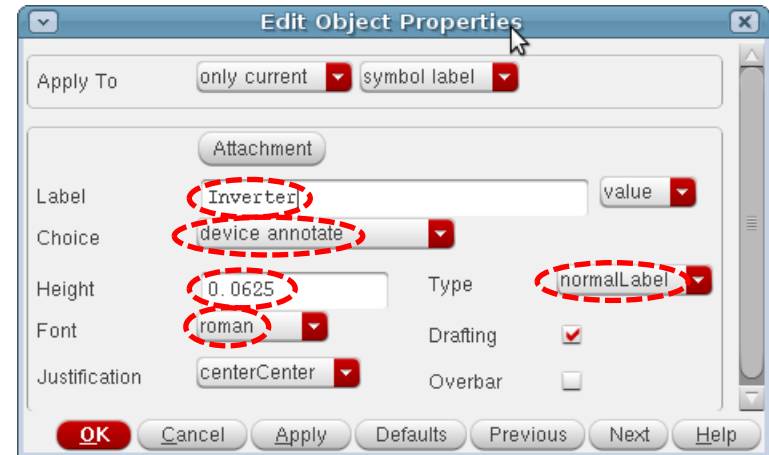 Edit Object Properties
Apply To only current symbol label
Attachment
Label Inverter value
Choice device annotate
Height 0.0625 Type normalLabel
Font roman Drafting
Justification centerCenter Overbar
OK Cancel Apply Defaults Previous Next Help